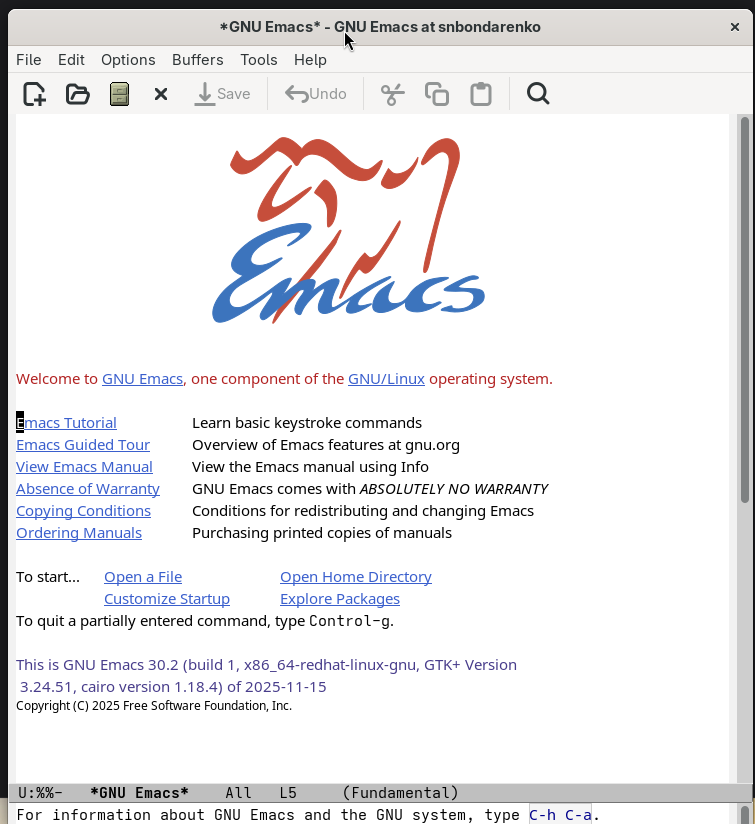 *GNU Emacs* - GNU Emacs at snbondarenko
File Edit Options Buffers Tools Help
Save Undo
Emacs
Welcome to GNU Emacs, one component of the GNU/Linux operating system.
Emacs Tutorial Learn basic keystroke commands
Emacs Guided Tour Overview of Emacs features at gnu.org
View Emacs Manual View the Emacs manual using Info
Absence of Warranty GNU Emacs comes with ABSOLUTELY NO WARRANTY
Copying Conditions Conditions for redistributing and changing Emacs
Ordering Manuals Purchasing printed copies of manuals
To start... Open a File Open Home Directory
Customize Startup Explore Packages
To quit a partially entered command, type Control-g.
This is GNU Emacs 30.2 (build 1, x86_64-redhat-linux-gnu, GTK+ Version
3.24.51, cairo version 1.18.4) of 2025-11-15
Copyright (C) 2025 Free Software Foundation, Inc.
U:%%- *GNU Emacs* All L5 (Fundamental)
For information about GNU Emacs and the GNU system, type C-h C-a.